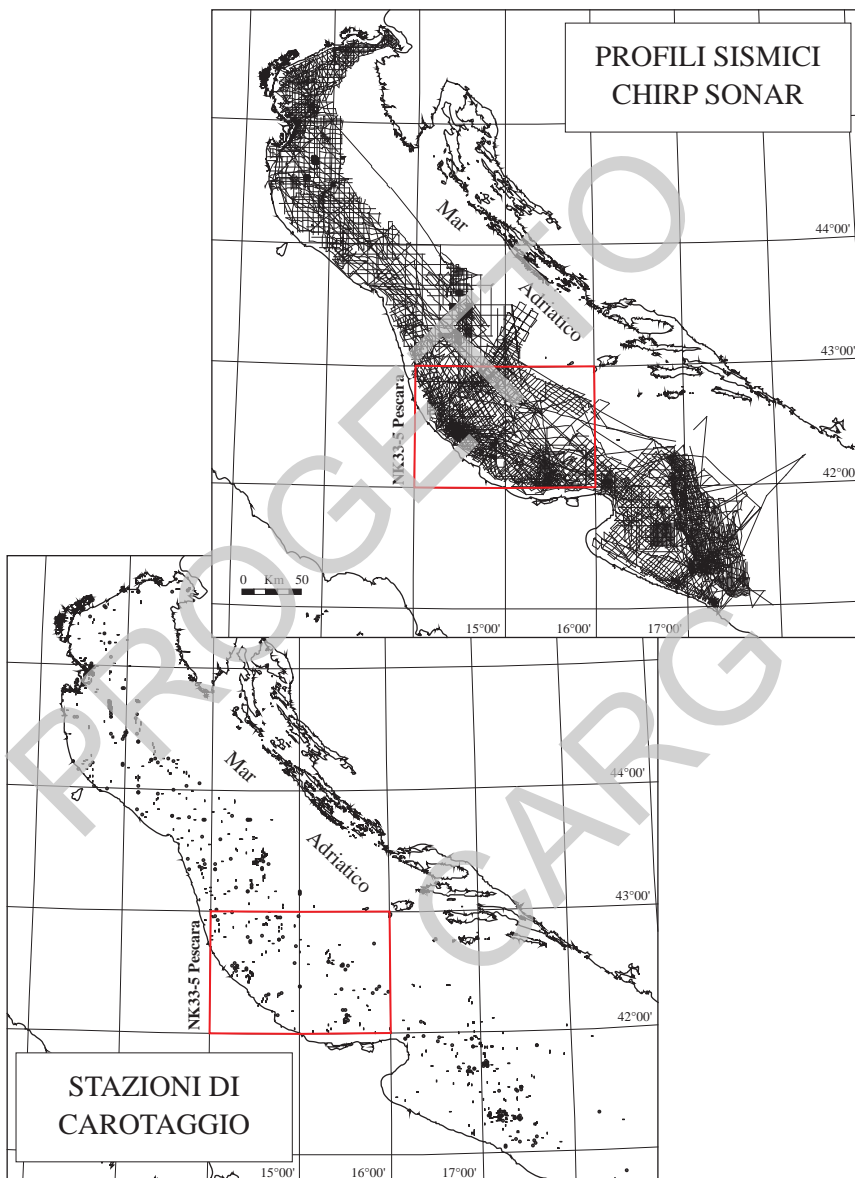 PROFILI SISMICI
CHIRP SONAR
Mar
Adriatico
44°00'
43°00'
42°00'
NK33-5 Pescara
0 Km 50
15°00'
16°00'
17°00'
PROGETTO
CARG
Mar
Adriatico
44°00'
43°00'
42°00'
NK33-5 Pescara
STAZIONI DI
CAROTAGGIO
15°00'
16°00'
17°00'